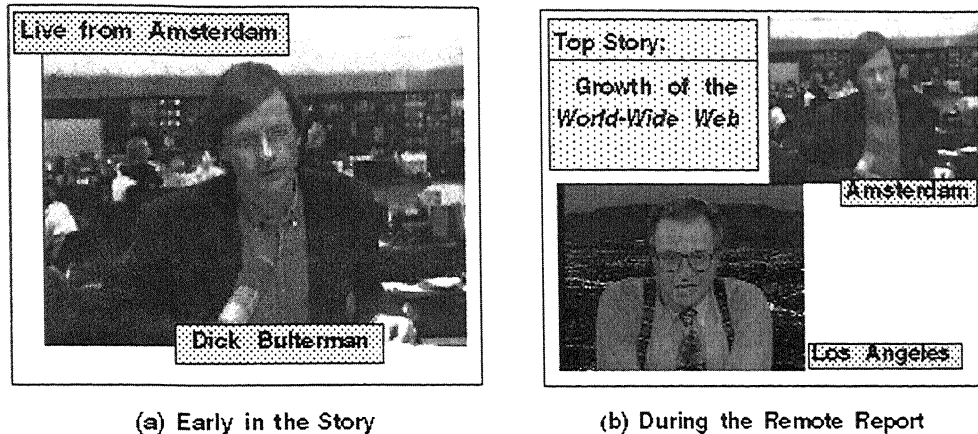 Live from Amsterdam
Dick Bulterman
(a) Early in the Story
Top Story:
Growth of the
World-Wide Web
Amsterdam
Los Angeles
(b) During the Remote Report